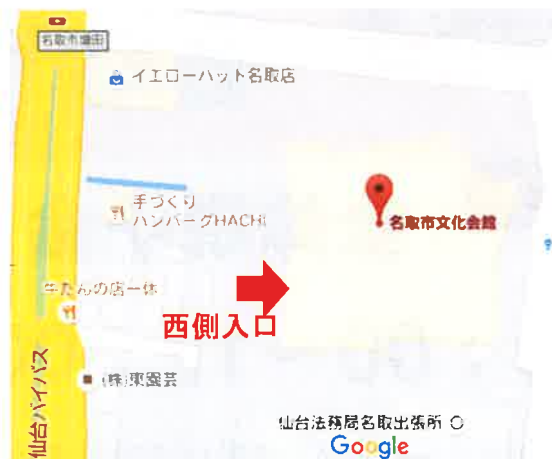 名取市増田
イエローハット名取店
手づくり
ハンバーグHACHI
名取市文化会館
牛たんの店一休
西側入口
(株)東園芸
仙台バイパス
仙台法務局名取出張所
Google